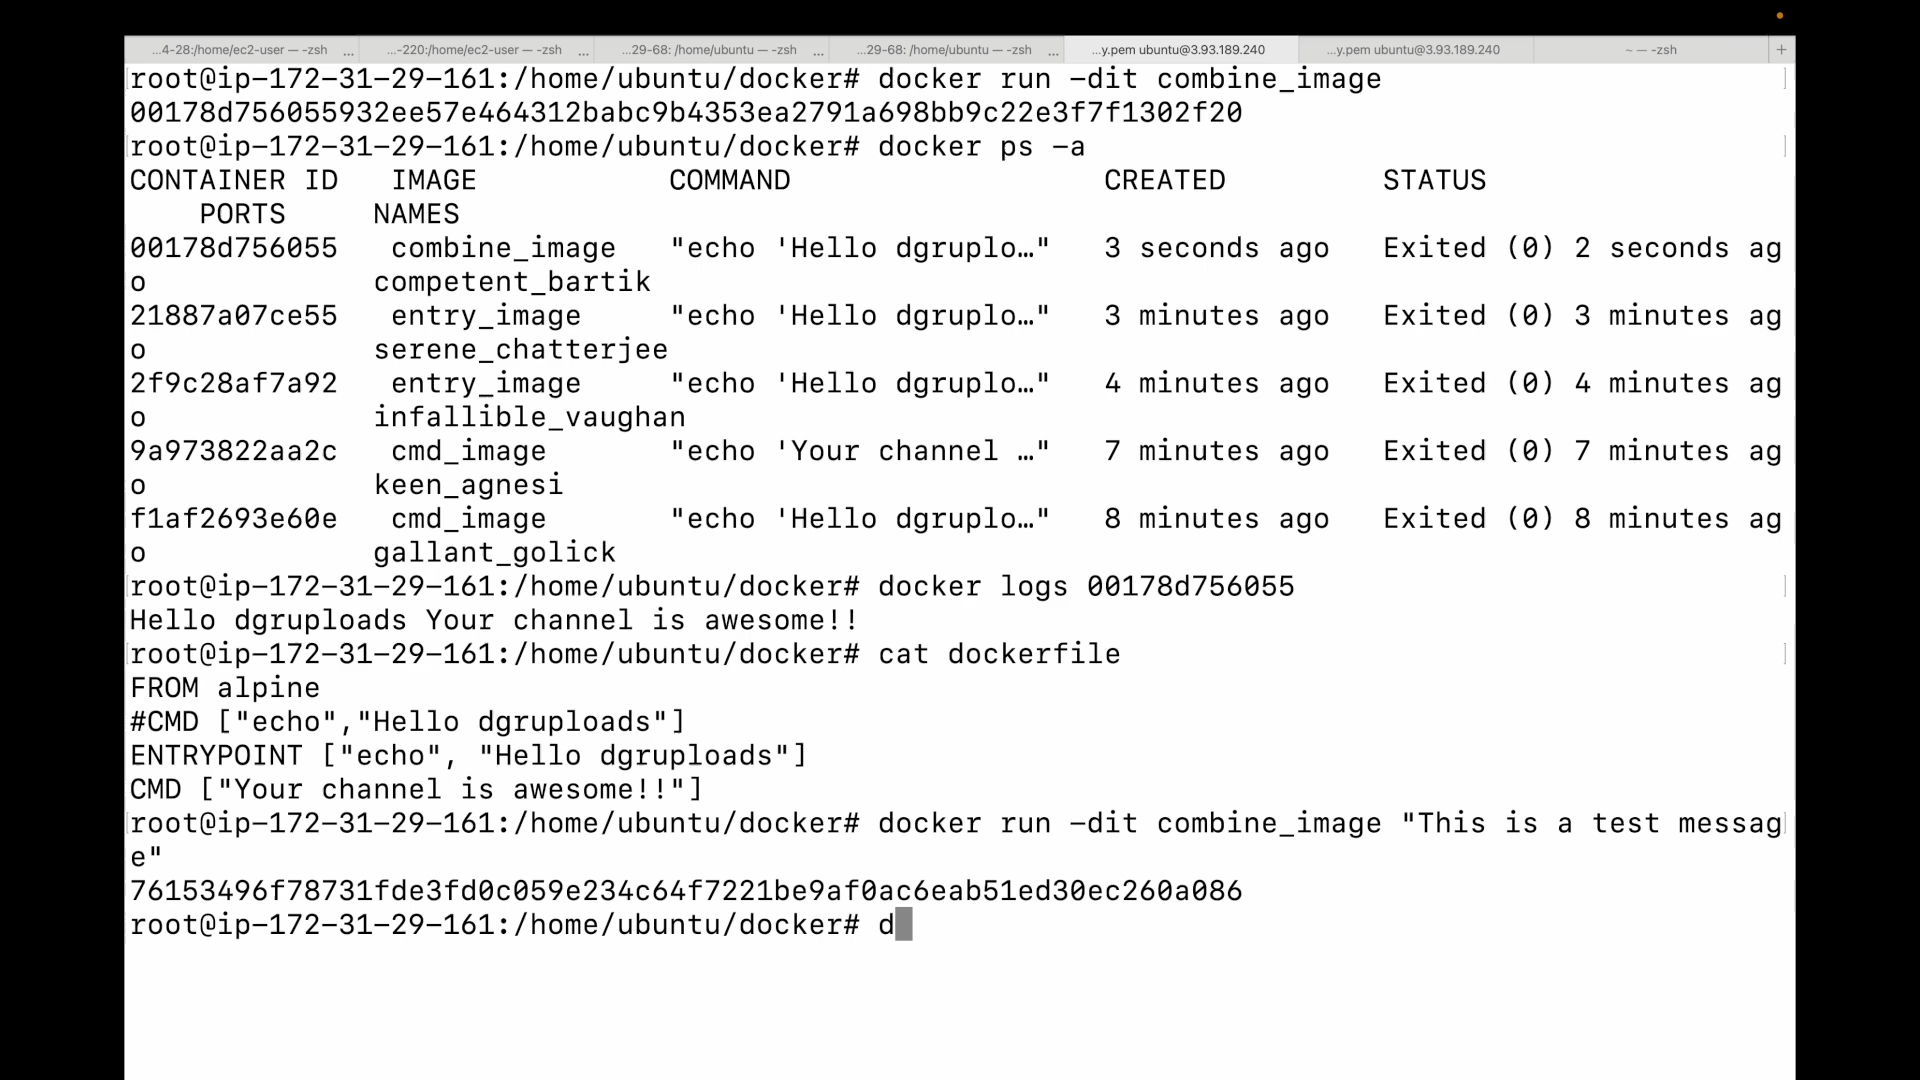 ...4-28:/home/ec2-user — -zsh ... ...-220:/home/ec2-user — -zsh ... ...29-68: /home/ubuntu — -zsh ... ...29-68: /home/ubuntu — -zsh ... ...y.pem ubuntu@3.93.189.240 ...y.pem ubuntu@3.93.189.240 ~ — -zsh +
root@ip-172-31-29-161:/home/ubuntu/docker# docker run -dit combine_image
00178d756055932ee57e464312babc9b4353ea2791a698bb9c22e3f7f1302f20
root@ip-172-31-29-161:/home/ubuntu/docker# docker ps -a
CONTAINER ID   IMAGE           COMMAND                  CREATED         STATUS
    PORTS     NAMES
00178d756055   combine_image   "echo 'Hello dgruplo…"   3 seconds ago   Exited (0) 2 seconds ag
o             competent_bartik
21887a07ce55   entry_image     "echo 'Hello dgruplo…"   3 minutes ago   Exited (0) 3 minutes ag
o             serene_chatterjee
2f9c28af7a92   entry_image     "echo 'Hello dgruplo…"   4 minutes ago   Exited (0) 4 minutes ag
o             infallible_vaughan
9a973822aa2c   cmd_image       "echo 'Your channel …"   7 minutes ago   Exited (0) 7 minutes ag
o             keen_agnesi
f1af2693e60e   cmd_image       "echo 'Hello dgruplo…"   8 minutes ago   Exited (0) 8 minutes ag
o             gallant_golick
root@ip-172-31-29-161:/home/ubuntu/docker# docker logs 00178d756055
Hello dgruploads Your channel is awesome!!
root@ip-172-31-29-161:/home/ubuntu/docker# cat dockerfile
FROM alpine
#CMD ["echo","Hello dgruploads"]
ENTRYPOINT ["echo", "Hello dgruploads"]
CMD ["Your channel is awesome!!"]
root@ip-172-31-29-161:/home/ubuntu/docker# docker run -dit combine_image "This is a test messag
e"
76153496f78731fde3fd0c059e234c64f7221be9af0ac6eab51ed30ec260a086
root@ip-172-31-29-161:/home/ubuntu/docker# d